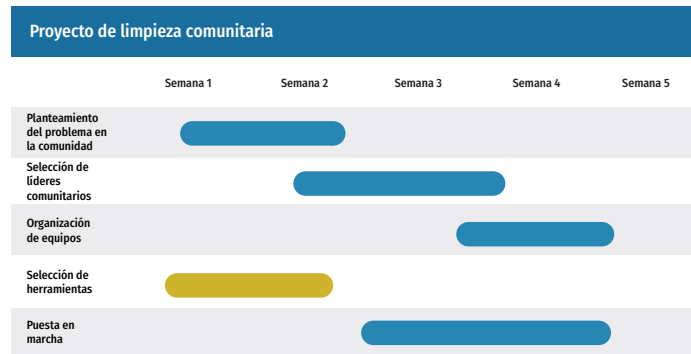 Proyecto de limpieza comunitaria
Semana 1 Semana 2 Semana 3 Semana 4 Semana 5
Planteamiento
del problema en
la comunidad
Selección de
líderes
comunitarios
Organización
de equipos
Selección de
herramientas
Puesta en
marcha